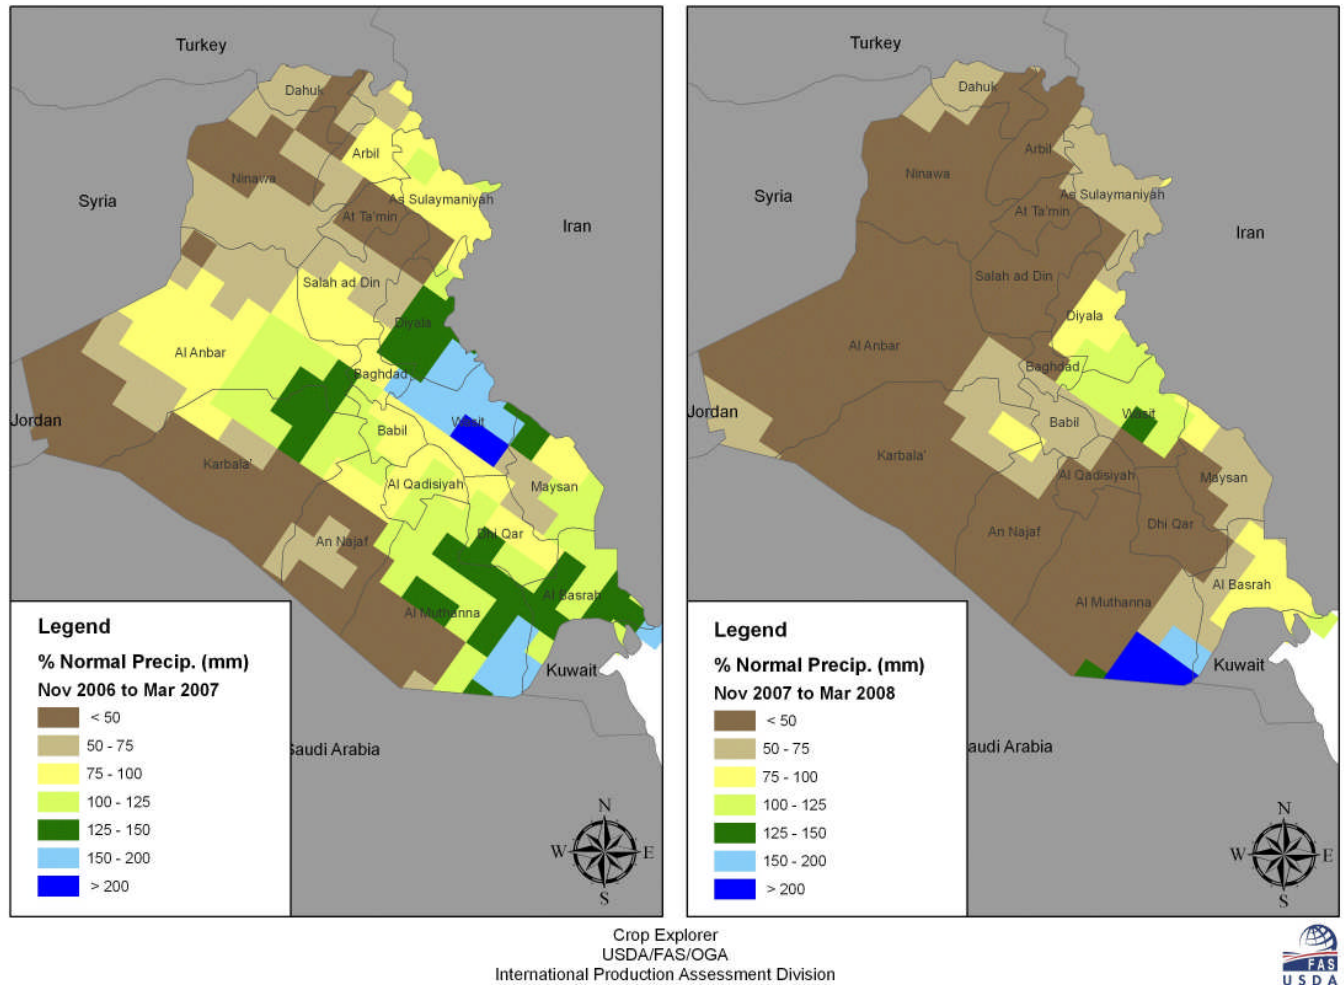 Turkey
Dahuk
Arbil
Ninawa
Syria
As Sulaymaniyah
At Ta'min
Iran
Salah ad Din
Diyala
Al Anbar
Baghdad
Jordan
Wasit
Babil
Karbala'
Al Qadisiyah
Maysan
An Najaf
Dhi Qar
Al Basrah
Al Muthanna
Kuwait
Saudi Arabia
Legend
% Normal Precip. (mm)
Nov 2006 to Mar 2007
< 50
50 - 75
75 - 100
100 - 125
125 - 150
150 - 200
> 200
N
W E
S
Turkey
Dahuk
Arbil
Ninawa
Syria
As Sulaymaniyah
At Ta'min
Iran
Salah ad Din
Diyala
Al Anbar
Baghdad
Jordan
Wasit
Babil
Karbala'
Al Qadisiyah
Maysan
An Najaf
Dhi Qar
Al Basrah
Al Muthanna
Kuwait
audi Arabia
Legend
% Normal Precip. (mm)
Nov 2007 to Mar 2008
< 50
50 - 75
75 - 100
100 - 125
125 - 150
150 - 200
> 200
N
W E
S
Crop Explorer
USDA/FAS/OGA
International Production Assessment Division
FAS
USDA